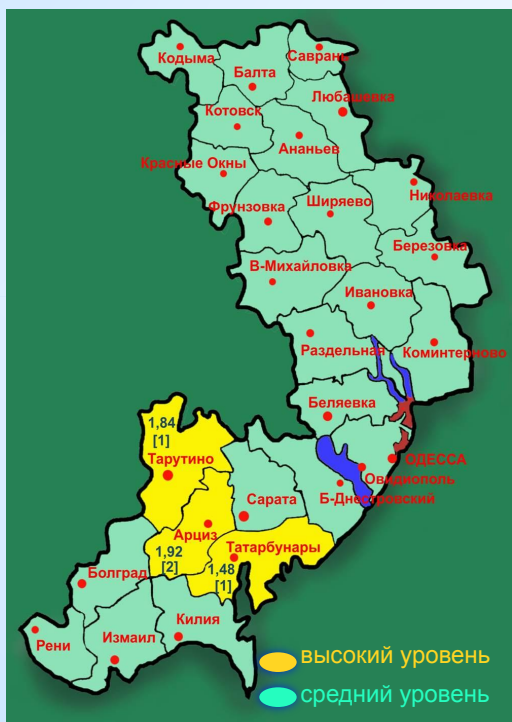 Кодыма
Саврань
Балта
Любашевка
Котовск
Ананьев
Красные Окны
Николаевка
Фрунзовка
Ширяево
Березовка
В-Михайловка
Ивановка
Раздельная
Коминтерново
Беляевка
1,84
[1]
Тарутино
ОДЕССА
Овидиополь
Б-Днестровский
Сарата
Арциз
Татарбунары
1,92
[2]
1,48
[1]
Болград
Килия
Рени
Измаил
высокий уровень
средний уровень